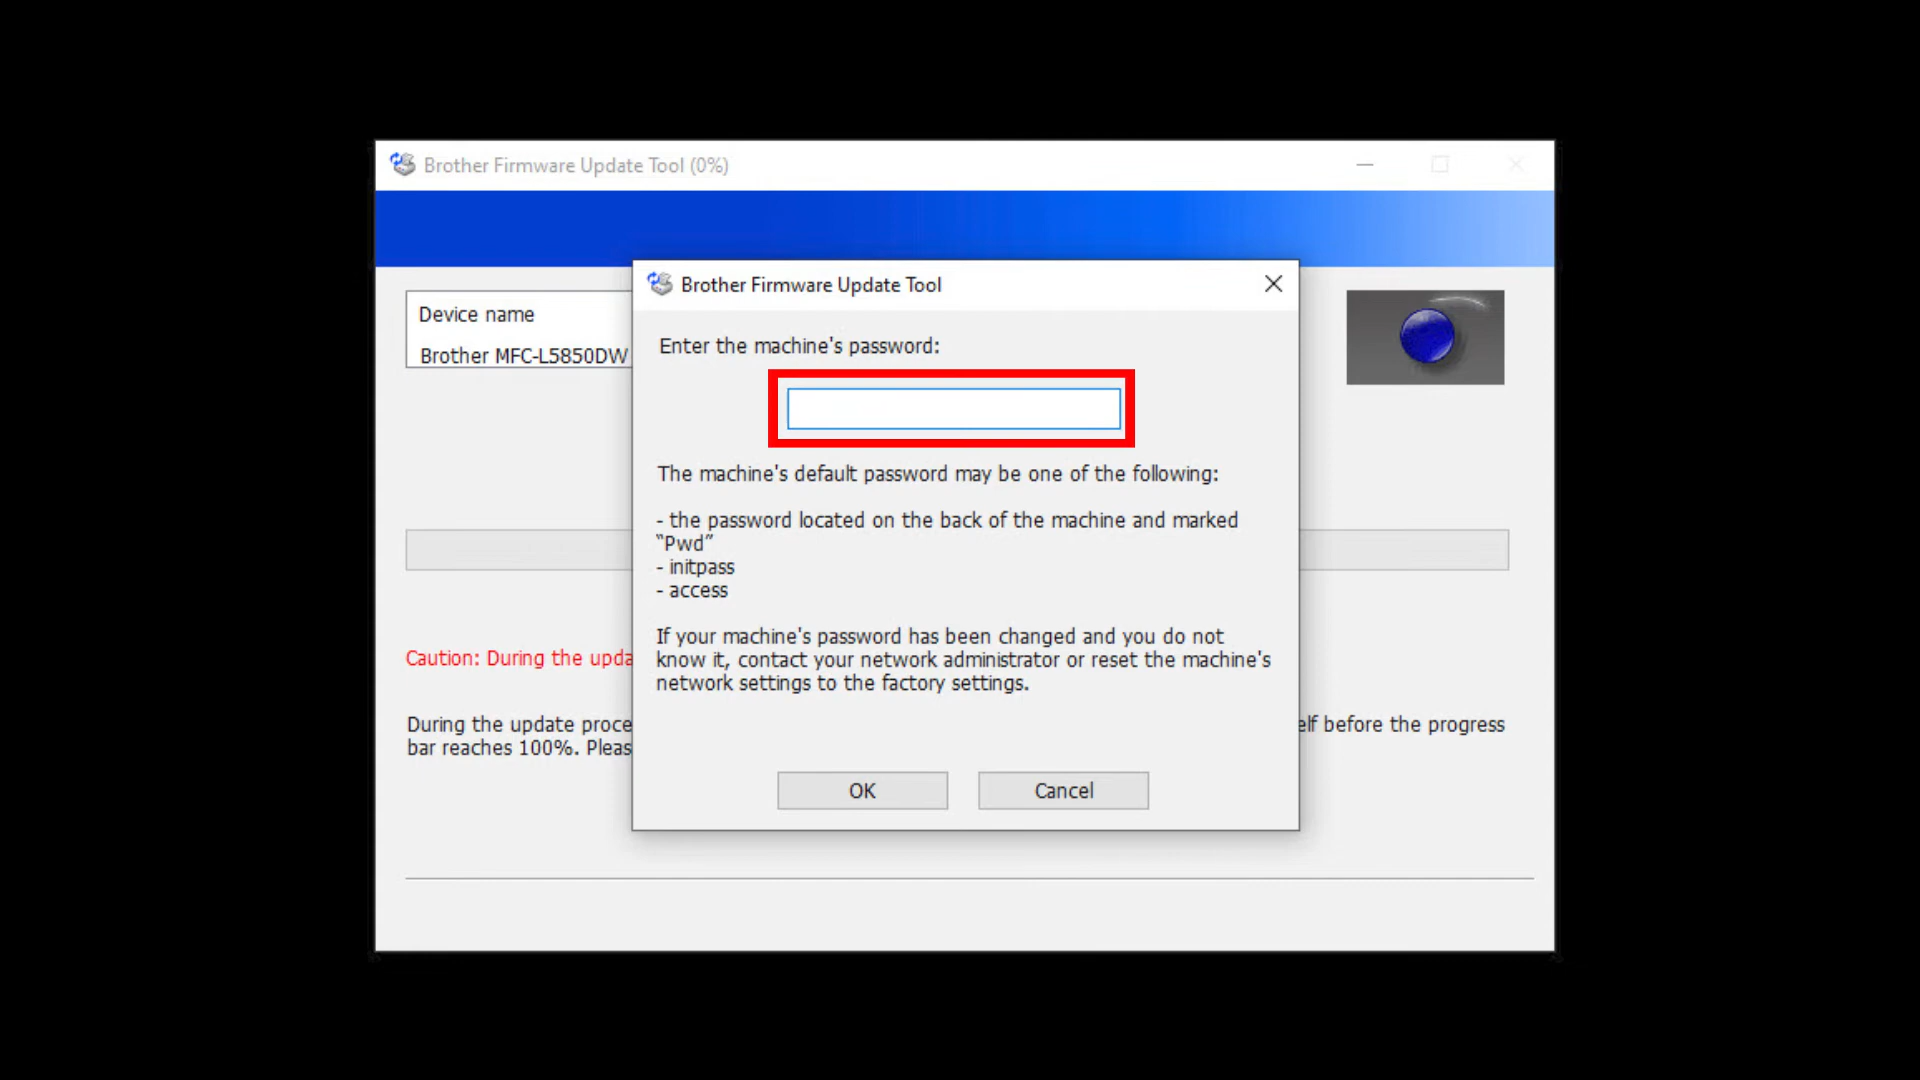 Brother Firmware Update Tool (0%)
Brother Firmware Update Tool
Device name
Brother MFC-L5850DW
Enter the machine's password:
The machine's default password may be one of the following:
- the password located on the back of the machine and marked
“Pwd”
- initpass
- access
If your machine's password has been changed and you do not
know it, contact your network administrator or reset the machine's
network settings to the factory settings.
OK
Cancel
Caution: During the upda
During the update proce
elf before the progress
bar reaches 100%. Pleas